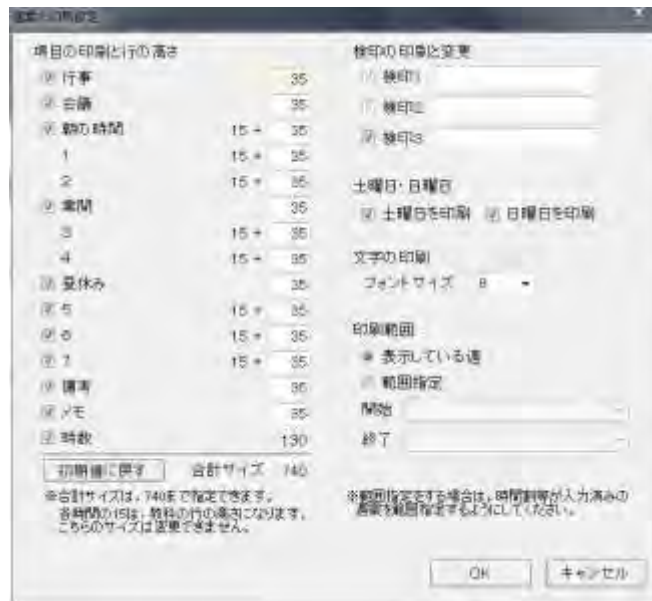 週案の印刷設定
項目の印刷と行の高さ
行事 35
会議 35
朝の時間 15 + 35
1 15 + 35
2 15 + 35
業間 35
3 15 + 35
4 15 + 35
昼休み 35
5 15 + 35
6 15 + 35
7 15 + 35
備考 35
メモ 35
時数 130
初期値に戻す 合計サイズ 740
※合計サイズは、740まで指定できます。
各時間の15は、教科の行の高さになります。
こちらのサイズは変更できません。
検印の印刷と変更
検印1
検印2
検印3
土曜日・日曜日
土曜日を印刷 日曜日を印刷
文字の印刷
フォントサイズ 8
印刷範囲
表示している週
範囲指定
開始
終了
※範囲指定をする場合は、時間割等が入力済みの
週案を範囲指定するようにしてください。
OK キャンセル